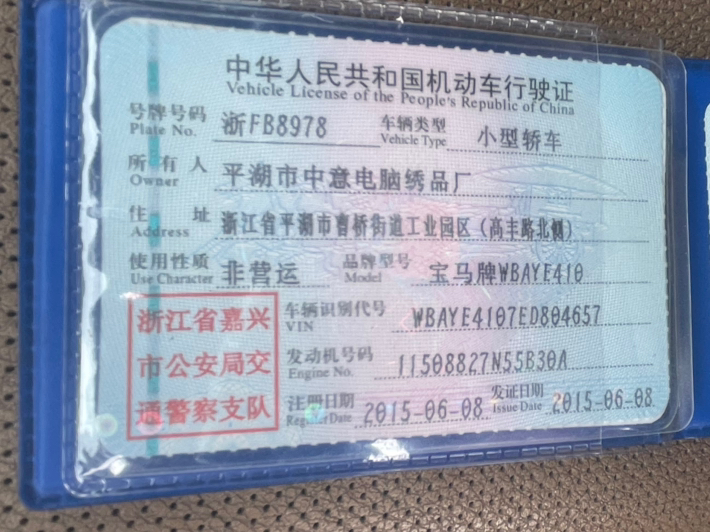 中华人民共和国机动车行驶证
Vehicle License of the People's Republic of China
号牌号码 浙FB8978 车辆类型 小型轿车
Plate No. Vehicle Type
所有人 平湖市中意电脑绣品厂
Owner
住址 浙江省平湖市曹桥街道工业园区（高丰路北侧）
Address
使用性质 非营运 品牌型号 宝马牌WBAYE410
Use Character Model
浙江省嘉兴
市公安局交
通警察支队
车辆识别代号 WBAYE4107ED804657
VIN
发动机号码 11508827N55B30A
Engine No.
注册日期 2015-06-08 发证日期 2015-06-08
Register Date Issue Date